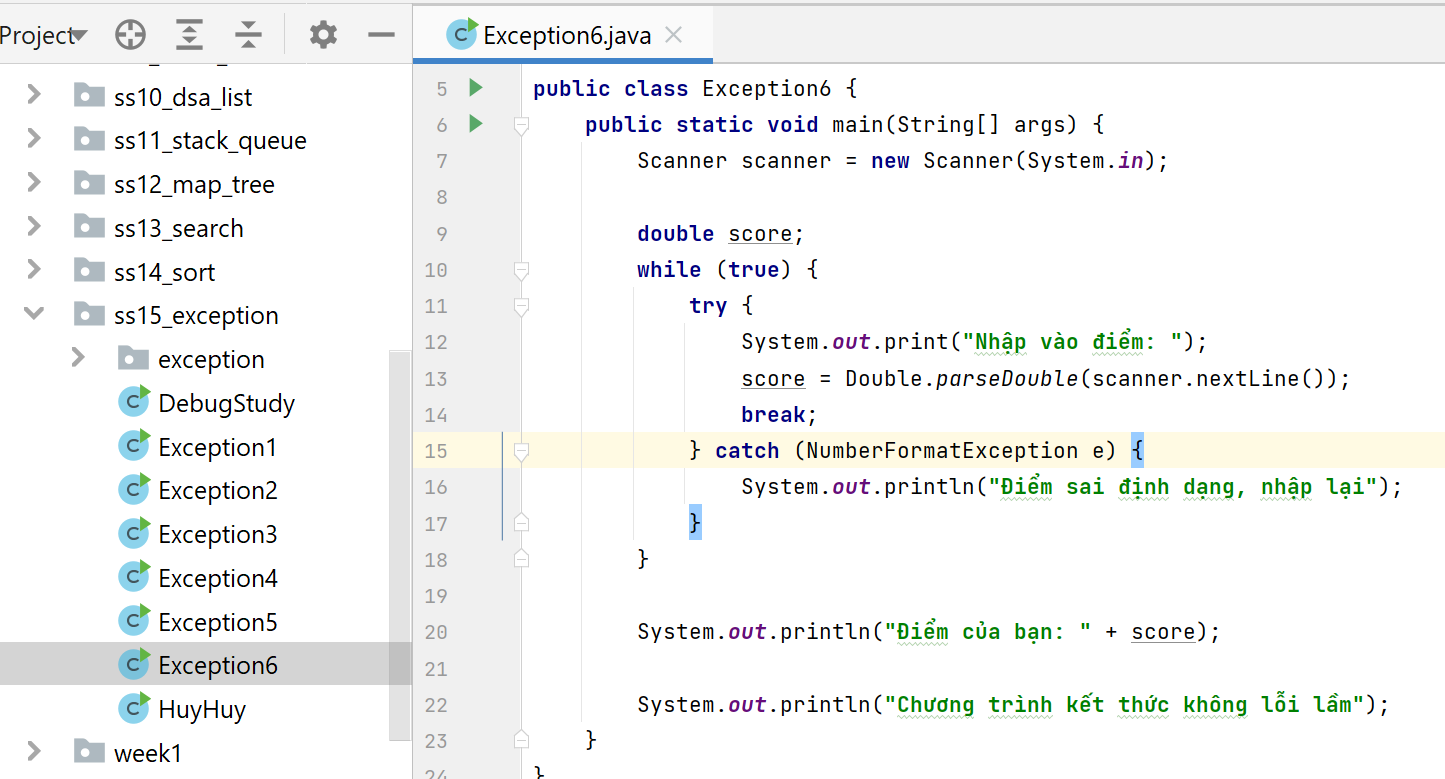 Project
ss10_dsa_list
ss11_stack_queue
ss12_map_tree
ss13_search
ss14_sort
ss15_exception
exception
DebugStudy
Exception1
Exception2
Exception3
Exception4
Exception5
Exception6
HuyHuy
week1
Exception6.java
5 public class Exception6 {
6 public static void main(String[] args) {
7 Scanner scanner = new Scanner(System.in);
8
9 double score;
10 while (true) {
11 try {
12 System.out.print("Nhập vào điểm: ");
13 score = Double.parseDouble(scanner.nextLine());
14 break;
15 } catch (NumberFormatException e) {
16 System.out.println("Điểm sai định dạng, nhập lại");
17 }
18 }
19
20 System.out.println("Điểm của bạn: " + score);
21
22 System.out.println("Chương trình kết thức không lỗi lầm");
23 }
24 }